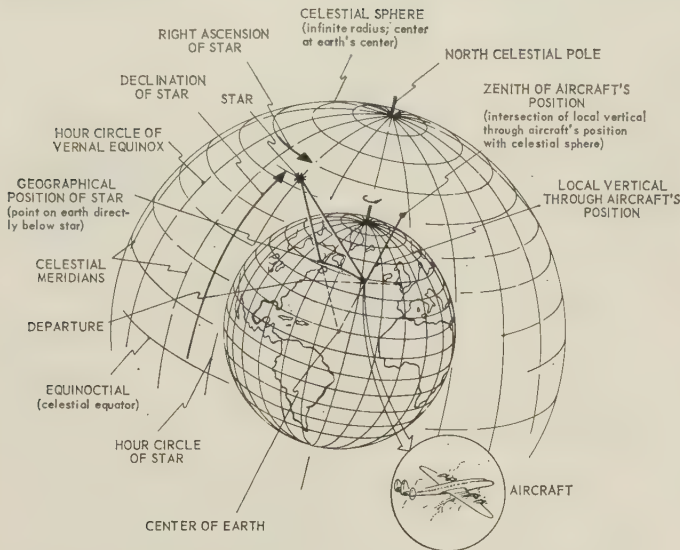 CELESTIAL SPHERE
(infinite radius; center
at earth's center)
RIGHT ASCENSION
OF STAR
NORTH CELESTIAL POLE
DECLINATION
OF STAR
STAR
ZENITH OF AIRCRAFT'S
POSITION
(intersection of local vertical
through aircraft's position
with celestial sphere)
HOUR CIRCLE OF
VERNAL EQUINOX
GEOGRAPHICAL
POSITION OF STAR
(point on earth direct-
ly below star)
LOCAL VERTICAL
THROUGH AIRCRAFT'S
POSITION
CELESTIAL
MERIDIANS
DEPARTURE
EQUINOCTIAL
(celestial equator)
HOUR CIRCLE
OF STAR
AIRCRAFT
CENTER OF EARTH